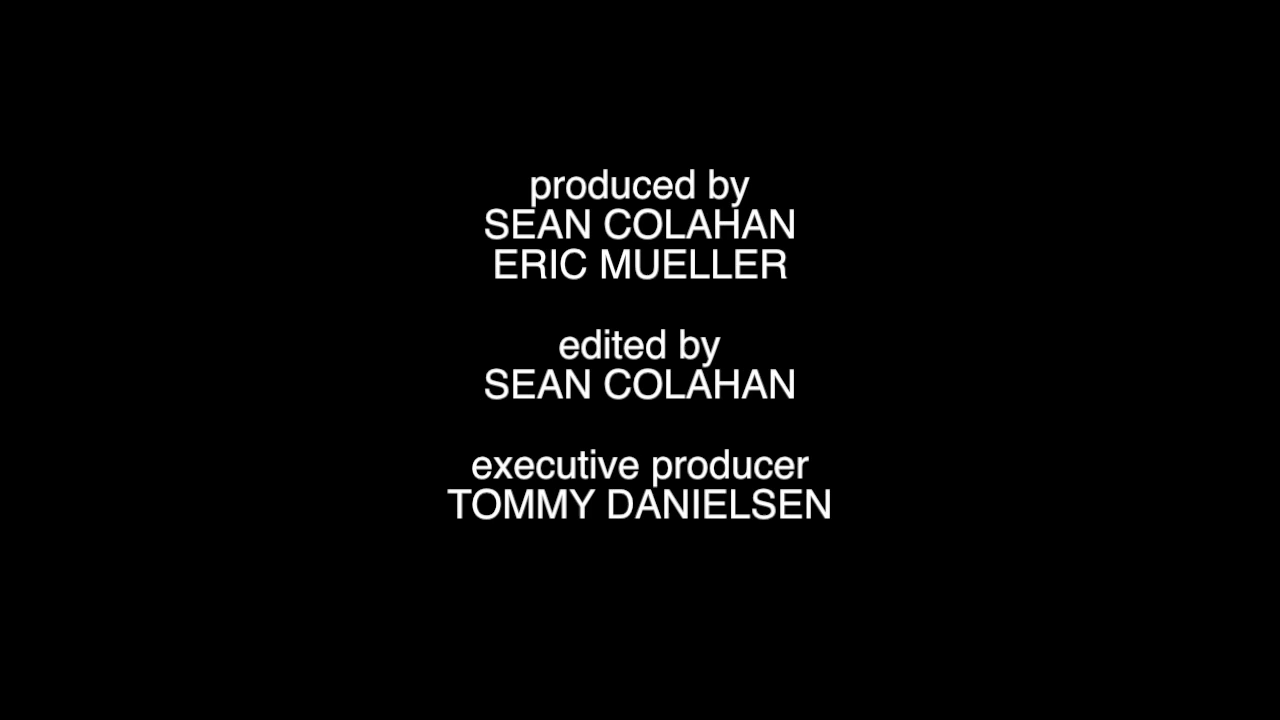 produced by
SEAN COLAHAN
ERIC MUELLER
edited by
SEAN COLAHAN
executive producer
TOMMY DANIELSEN